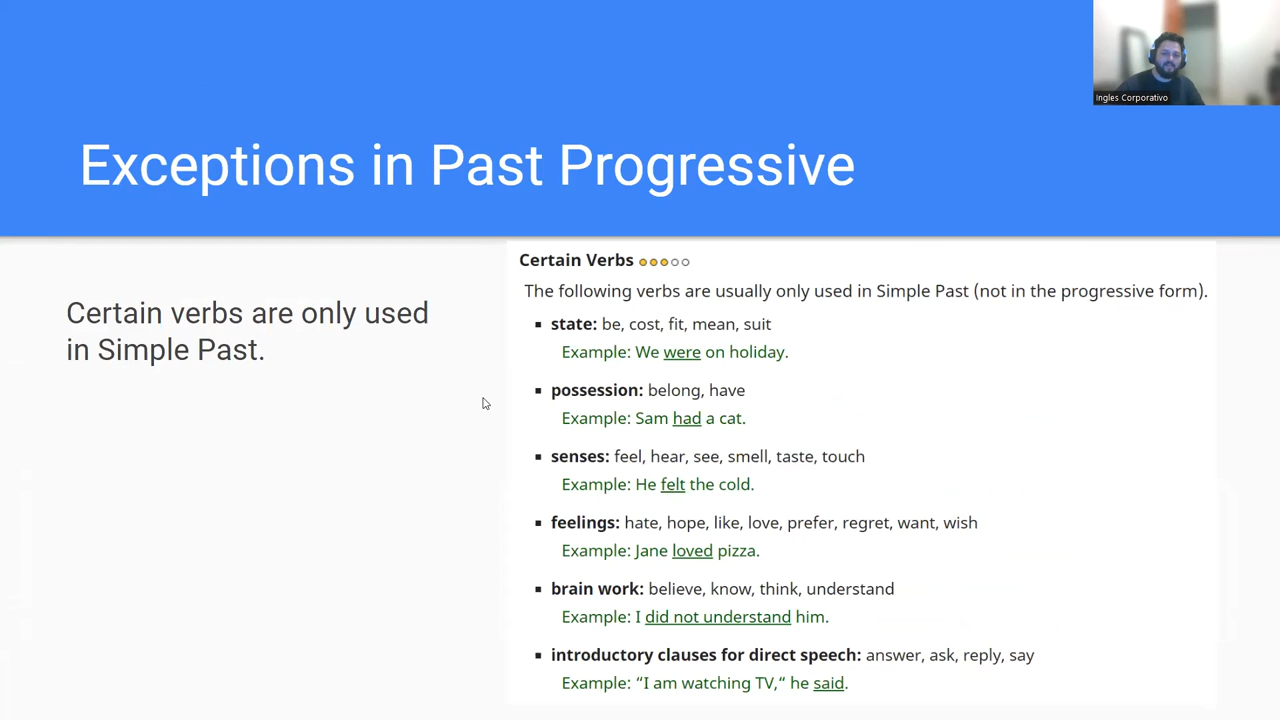 Ingles Corporativo
Exceptions in Past Progressive
Certain verbs are only used
in Simple Past.
Certain Verbs
The following verbs are usually only used in Simple Past (not in the progressive form).
▪ state: be, cost, fit, mean, suit
Example: We were on holiday.
▪ possession: belong, have
Example: Sam had a cat.
▪ senses: feel, hear, see, smell, taste, touch
Example: He felt the cold.
▪ feelings: hate, hope, like, love, prefer, regret, want, wish
Example: Jane loved pizza.
▪ brain work: believe, know, think, understand
Example: I did not understand him.
▪ introductory clauses for direct speech: answer, ask, reply, say
Example: “I am watching TV,“ he said.